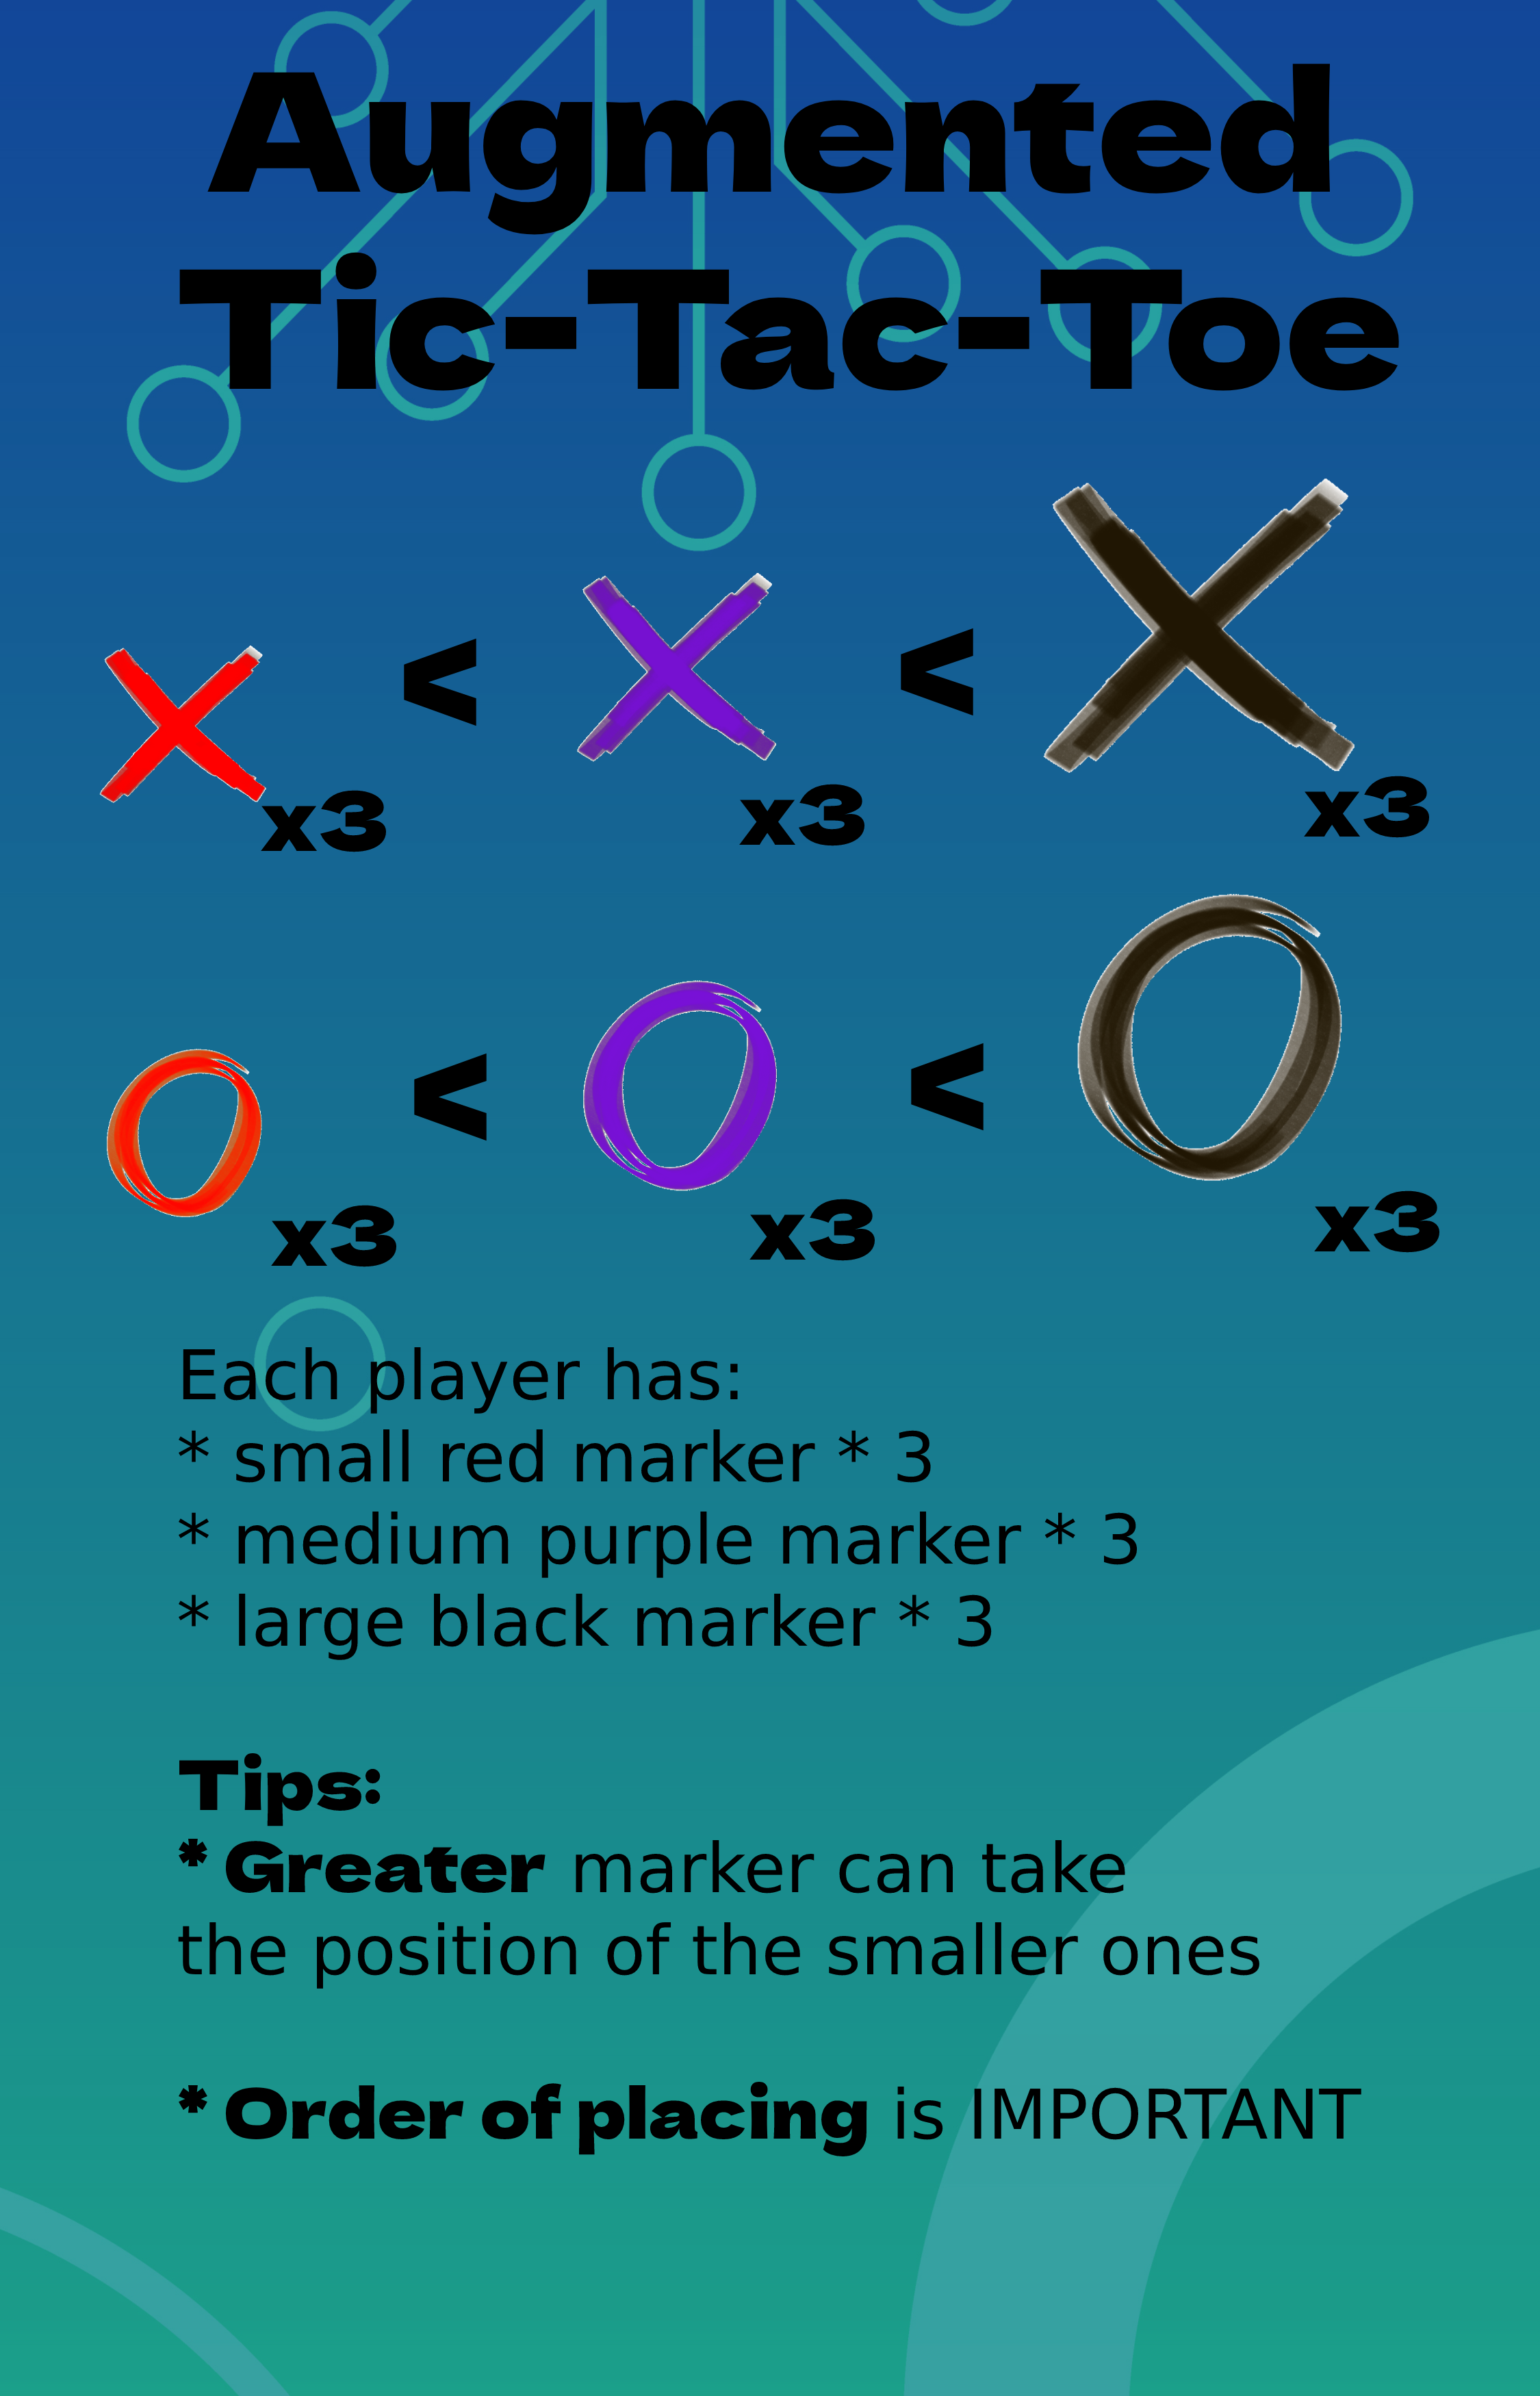 Augmented
Tic-Tac-Toe
X < X < X
x3 x3 x3
O < O < O
x3 x3 x3
Each player has:
* small red marker * 3
* medium purple marker * 3
* large black marker * 3
Tips:
* Greater marker can take
the position of the smaller ones
* Order of placing is IMPORTANT